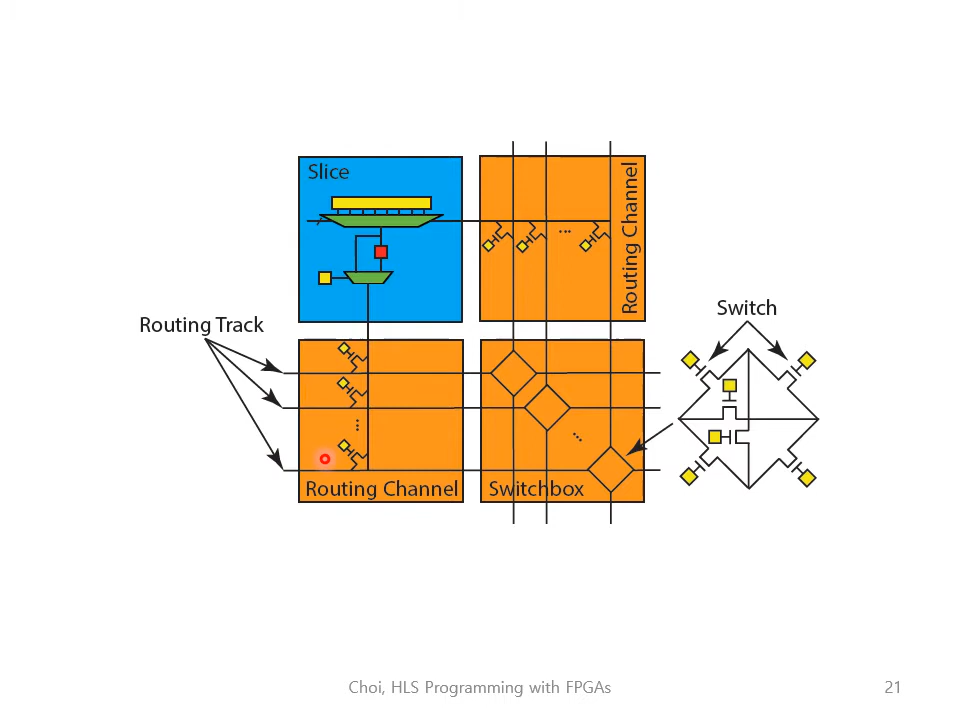 Slice
Routing Channel
Switch
Routing Track
...
...
...
Routing Channel
Switchbox
Choi, HLS Programming with FPGAs
21